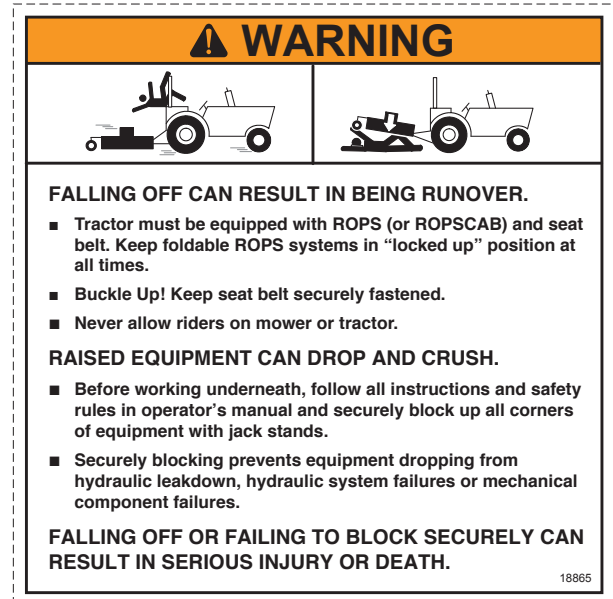 WARNING
FALLING OFF CAN RESULT IN BEING RUNOVER.
■ Tractor must be equipped with ROPS (or ROPSCAB) and seat
belt. Keep foldable ROPS systems in “locked up” position at
all times.
■ Buckle Up! Keep seat belt securely fastened.
■ Never allow riders on mower or tractor.
RAISED EQUIPMENT CAN DROP AND CRUSH.
■ Before working underneath, follow all instructions and safety
rules in operator’s manual and securely block up all corners
of equipment with jack stands.
■ Securely blocking prevents equipment dropping from
hydraulic leakdown, hydraulic system failures or mechanical
component failures.
FALLING OFF OR FAILING TO BLOCK SECURELY CAN
RESULT IN SERIOUS INJURY OR DEATH.
18865